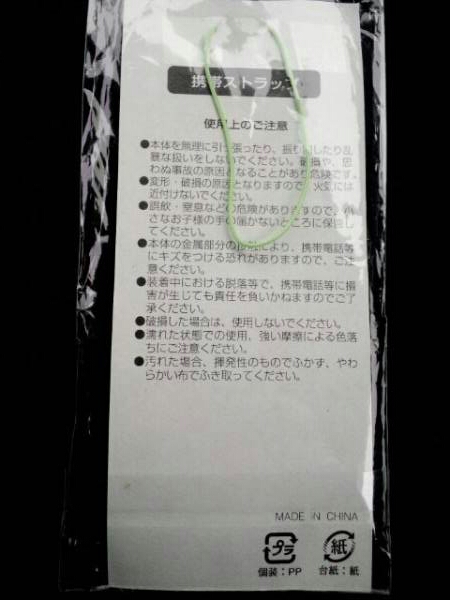 携帯ストラップ
使用上のご注意
●本体を無理に引っ張ったり、振り回したり乱
暴な扱いをしないでください。破損や、思
わぬ事故の原因となることがあり危険です。
●変形・破損の原因となりますので、火気には
近付けないでください。
●誤飲・窒息などの危険がありますので、小
さなお子様の手の届かないところに保管し
てください。
●本体の金属部分の接触により、携帯電話等
にキズをつける恐れがありますので、ご注
意ください。
●装着中における脱落等で、携帯電話等に損
害が生じても責任を負いかねますのでご了
承ください。
●破損した場合は、使用しないでください。
●濡れた状態での使用、強い摩擦による色落
ちにご注意ください。
●汚れた場合、揮発性のものでふかず、やわ
らかい布でふき取ってください。
MADE IN CHINA
プラ 紙
個装：PP 台紙：紙